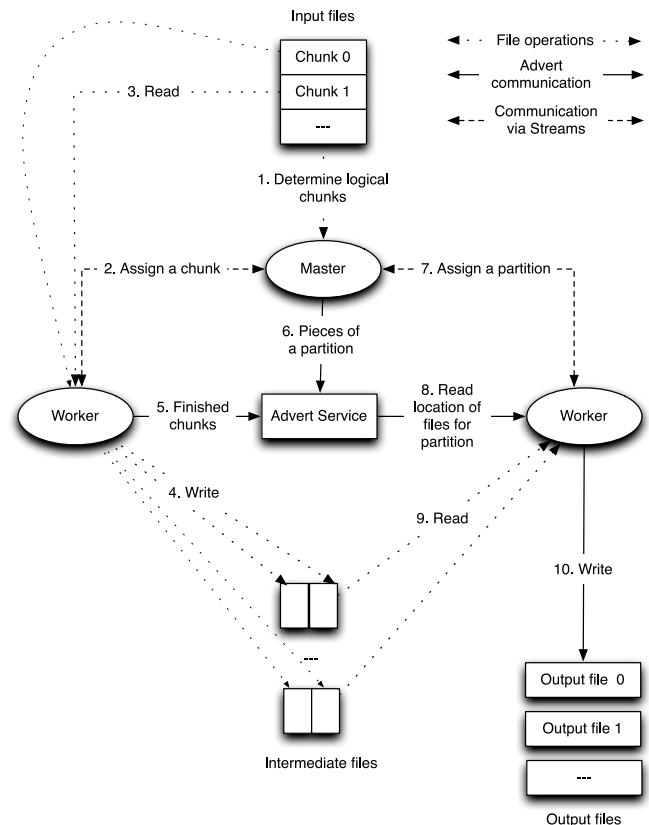 Input files
Chunk 0
Chunk 1
---
File operations
Advert
communication
Communication
via Streams
3. Read
1. Determine logical
chunks
2. Assign a chunk
Master
7. Assign a partition
6. Pieces of
a partition
Worker
5. Finished
chunks
Advert Service
8. Read
location of
files for
partition
Worker
4. Write
9. Read
10. Write
---
Intermediate files
Output file 0
Output file 1
---
Output files